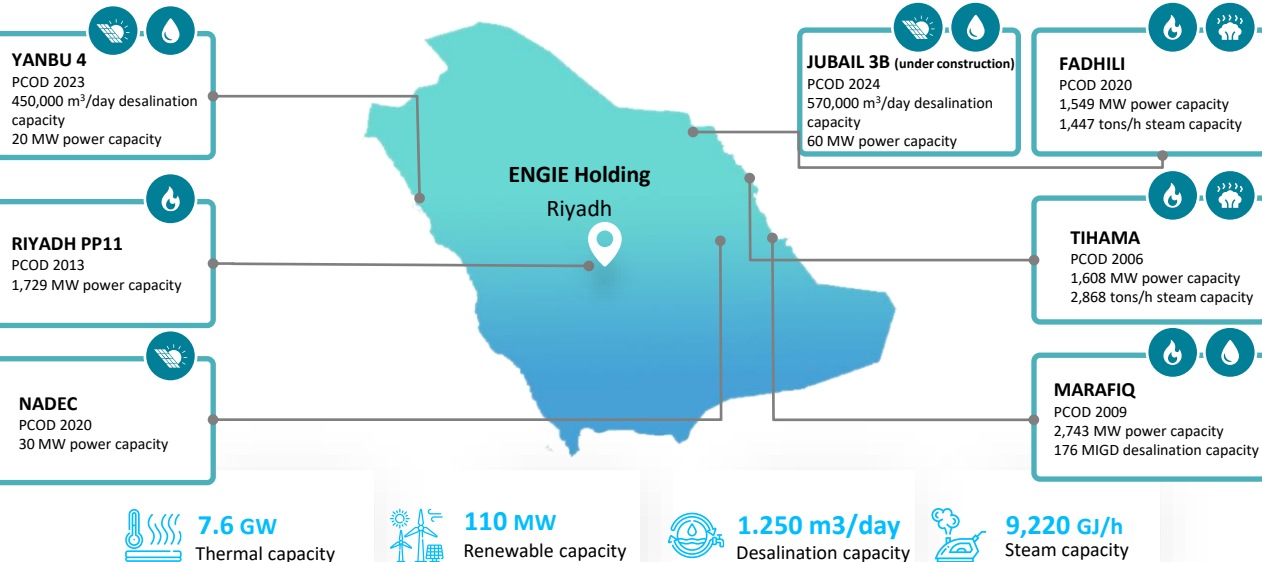 YANBU 4
PCOD 2023
450,000 m³/day desalination
capacity
20 MW power capacity
RIYADH PP11
PCOD 2013
1,729 MW power capacity
NADEC
PCOD 2020
30 MW power capacity
ENGIE Holding
Riyadh
JUBAIL 3B (under construction)
PCOD 2024
570,000 m³/day desalination
capacity
60 MW power capacity
FADHILI
PCOD 2020
1,549 MW power capacity
1,447 tons/h steam capacity
TIHAMA
PCOD 2006
1,608 MW power capacity
2,868 tons/h steam capacity
MARAFIQ
PCOD 2009
2,743 MW power capacity
176 MIGD desalination capacity
7.6 GW
Thermal capacity
110 MW
Renewable capacity
1.250 m3/day
Desalination capacity
9,220 GJ/h
Steam capacity